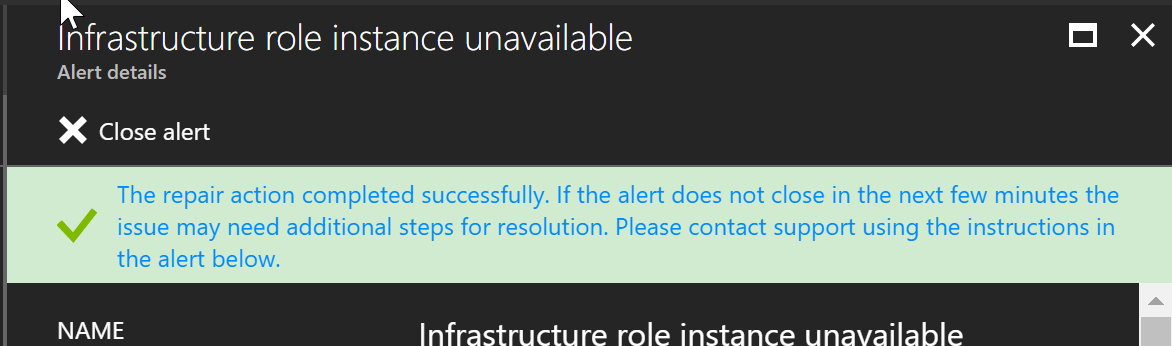 Infrastructure role instance unavailable
Alert details
Close alert
The repair action completed successfully. If the alert does not close in the next few minutes the
issue may need additional steps for resolution. Please contact support using the instructions in
the alert below.
NAME Infrastructure role instance unavailable